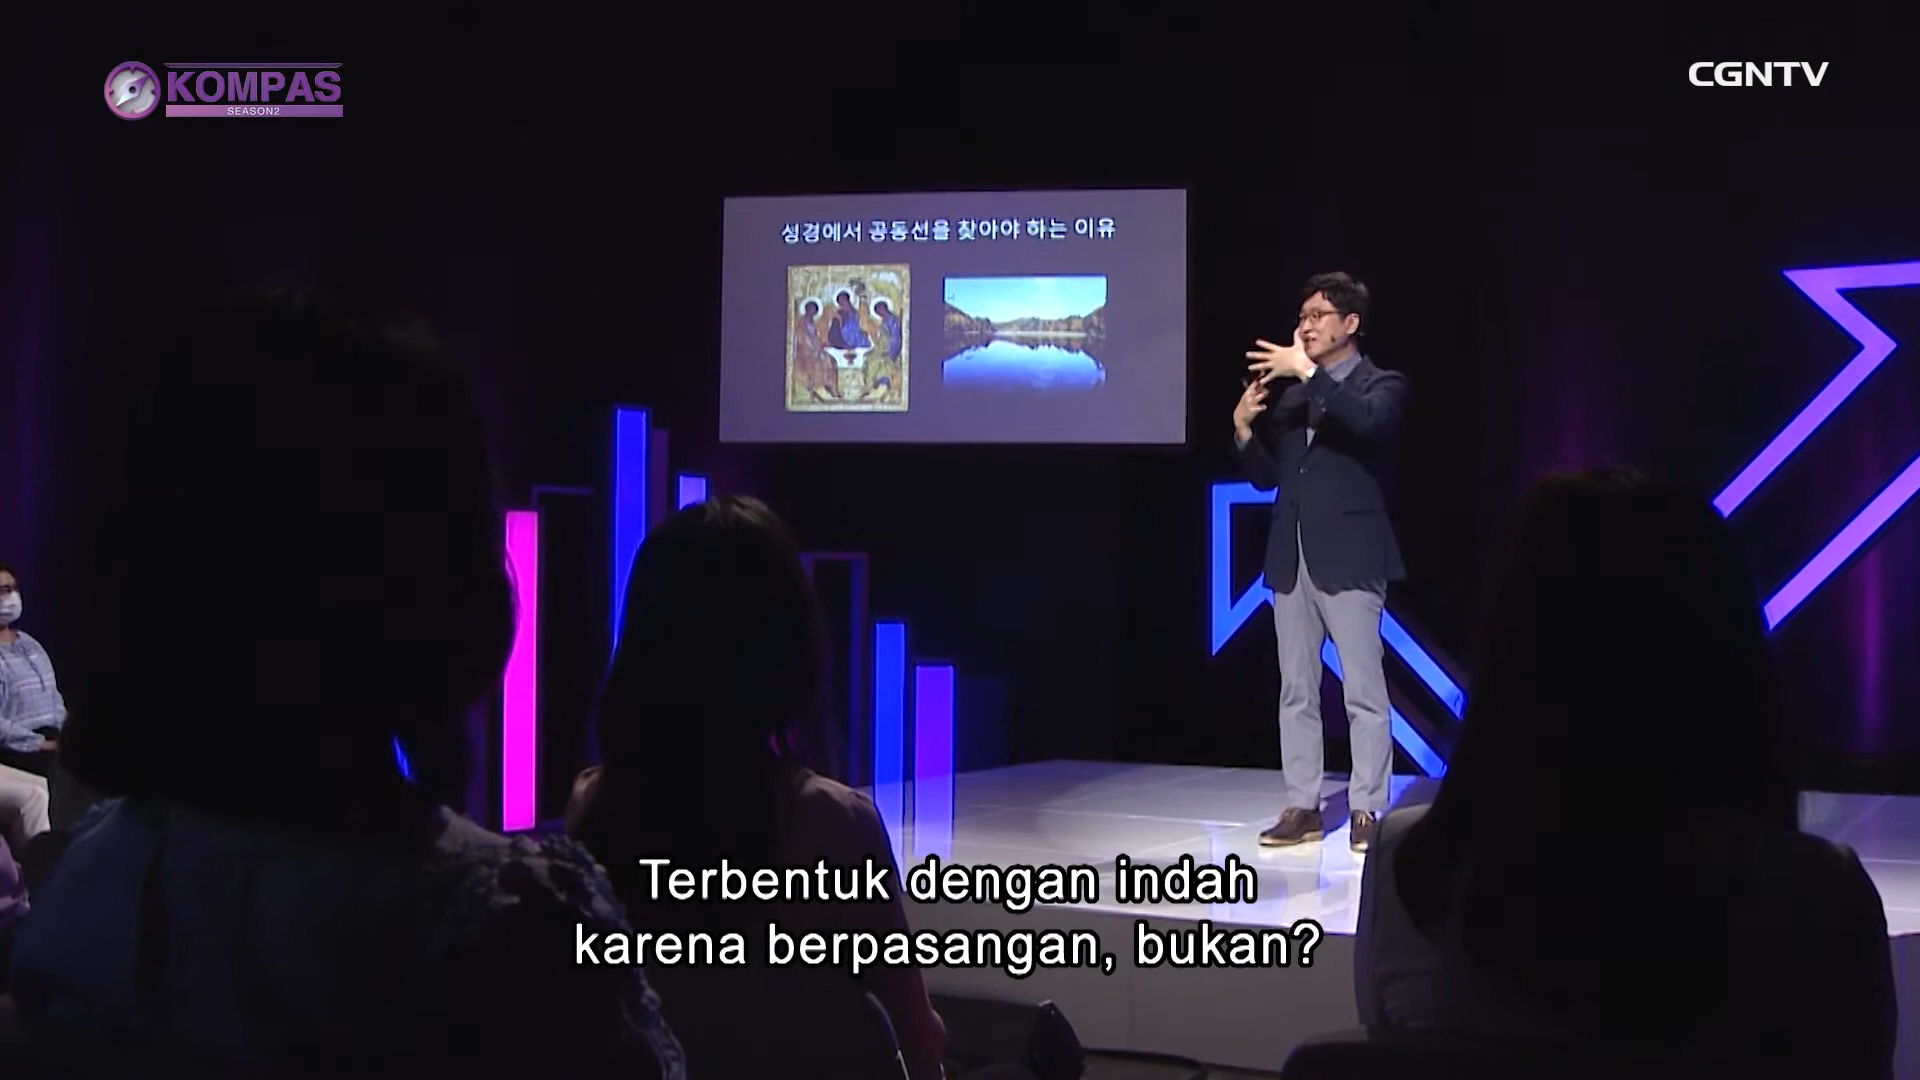 KOMPAS
SEASON2
CGNTV
성경에서 공동선을 찾아야 하는 이유
Terbentuk dengan indah
karena berpasangan, bukan?